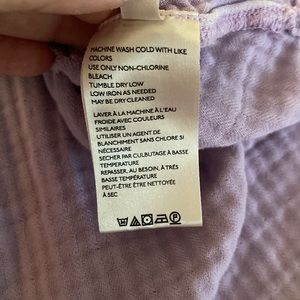 MACHINE WASH COLD WITH LIKE
COLORS
USE ONLY NON-CHLORINE
BLEACH
TUMBLE DRY LOW
LOW IRON AS NEEDED
MAY BE DRY CLEANED
LAVER À LA MACHINE À L'EAU
FROIDE AVEC COULEURS
SIMILAIRES
UTILISER UN AGENT DE
BLANCHIMENT SANS CHLORE SI
NÉCESSAIRE
SECHER PAR CULBUTAGE À BASSE
TEMPERATURE
REPASSER, AU BESOIN, À TRÈS
BASSE TEMPÉRATURE
PEUT-ÊTRE ÊTRE NETTOYÉE
À SEC